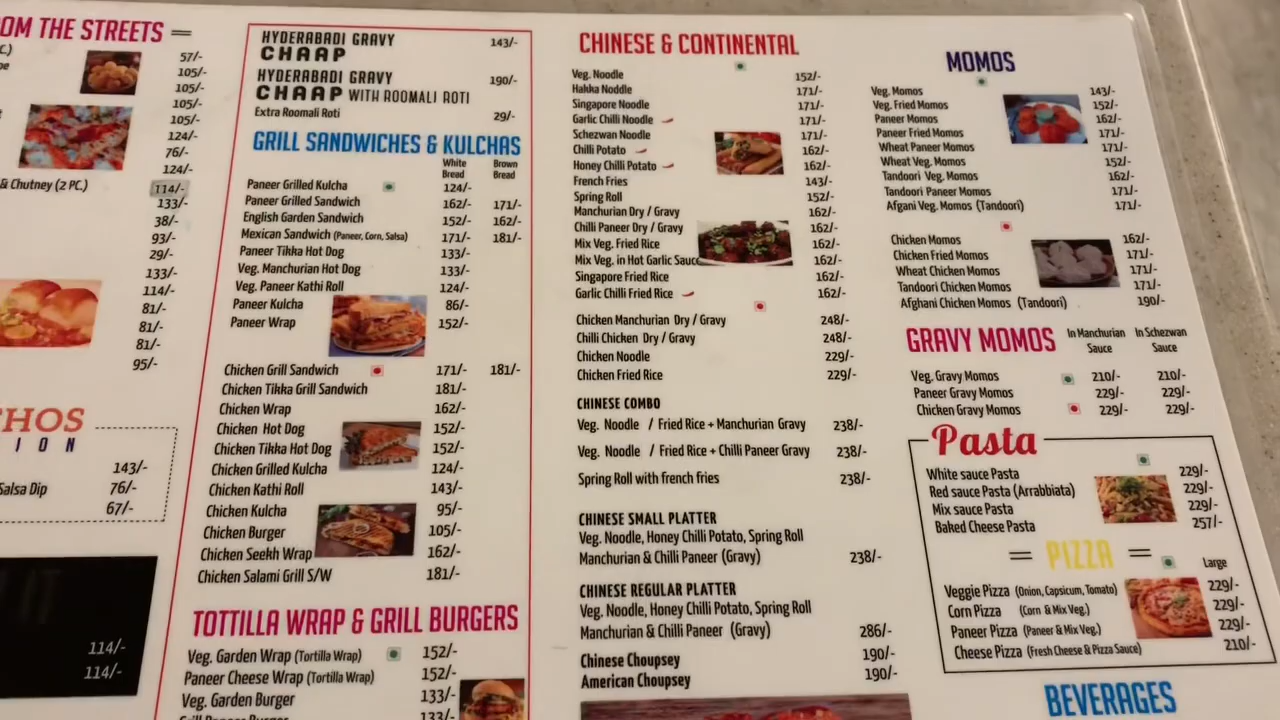 OM THE STREETS
C.)
57/-
105/-
105/-
105/-
105/-
124/-
76/-
124/-
& Chutney (2 PC.) 114/-
133/-
38/-
93/-
29/-
133/-
114/-
81/-
81/-
81/-
95/-
CHOS
I O N
143/-
Salsa Dip 76/-
67/-
114/-
114/-
HYDERABADI GRAVY
CHAAP 143/-
HYDERABADI GRAVY
CHAAP WITH ROOMALI ROTI 190/-
Extra Roomali Roti 29/-
GRILL SANDWICHES & KULCHAS
White Bread Brown Bread
Paneer Grilled Kulcha 124/-
Paneer Grilled Sandwich 162/- 171/-
English Garden Sandwich 152/- 162/-
Mexican Sandwich (Paneer, Corn, Salsa) 171/- 181/-
Paneer Tikka Hot Dog 133/-
Veg. Manchurian Hot Dog 133/-
Veg. Paneer Kathi Roll 124/-
Paneer Kulcha 86/-
Paneer Wrap 152/-
Chicken Grill Sandwich 171/- 181/-
Chicken Tikka Grill Sandwich 181/-
Chicken Wrap 162/-
Chicken Hot Dog 152/-
Chicken Tikka Hot Dog 152/-
Chicken Grilled Kulcha 124/-
Chicken Kathi Roll 143/-
Chicken Kulcha 95/-
Chicken Burger 105/-
Chicken Seekh Wrap 162/-
Chicken Salami Grill S/W 181/-
TOTTILLA WRAP & GRILL BURGERS
Veg. Garden Wrap (Tortilla Wrap) 152/-
Paneer Cheese Wrap (Tortilla Wrap) 152/-
Veg. Garden Burger 133/-
Grill Paneer Burger 133/-
CHINESE & CONTINENTAL
Veg. Noodle 152/-
Hakka Noddle 171/-
Singapore Noodle 171/-
Garlic Chilli Noodle 171/-
Schezwan Noodle 171/-
Chilli Potato 162/-
Honey Chilli Potato 162/-
French Fries 143/-
Spring Roll 152/-
Manchurian Dry / Gravy 162/-
Chilli Paneer Dry / Gravy 162/-
Mix Veg. Fried Rice 162/-
Mix Veg. in Hot Garlic Sauce 162/-
Singapore Fried Rice 162/-
Garlic Chilli Fried Rice 162/-
Chicken Manchurian Dry / Gravy 248/-
Chilli Chicken Dry / Gravy 248/-
Chicken Noodle 229/-
Chicken Fried Rice 229/-
CHINESE COMBO
Veg. Noodle / Fried Rice + Manchurian Gravy 238/-
Veg. Noodle / Fried Rice + Chilli Paneer Gravy 238/-
Spring Roll with french fries 238/-
CHINESE SMALL PLATTER
Veg. Noodle, Honey Chilli Potato, Spring Roll
Manchurian & Chilli Paneer (Gravy) 238/-
CHINESE REGULAR PLATTER
Veg. Noodle, Honey Chilli Potato, Spring Roll
Manchurian & Chilli Paneer (Gravy) 286/-
Chinese Choupsey 190/-
American Choupsey 190/-
MOMOS
Veg. Momos 143/-
Veg. Fried Momos 152/-
Paneer Momos 162/-
Paneer Fried Momos 171/-
Wheat Paneer Momos 171/-
Wheat Veg. Momos 152/-
Tandoori Veg. Momos 162/-
Tandoori Paneer Momos 171/-
Afgani Veg. Momos (Tandoori) 171/-
Chicken Momos 162/-
Chicken Fried Momos 171/-
Wheat Chicken Momos 171/-
Tandoori Chicken Momos 171/-
Afghani Chicken Momos (Tandoori) 190/-
GRAVY MOMOS In Manchurian Sauce In Schezwan Sauce
Veg. Gravy Momos 210/- 210/-
Paneer Gravy Momos 229/- 229/-
Chicken Gravy Momos 229/- 229/-
Pasta
White sauce Pasta 229/-
Red sauce Pasta (Arrabbiata) 229/-
Mix sauce Pasta 229/-
Baked Cheese Pasta 257/-
PIZZA
Large
Veggie Pizza (Onion, Capsicum, Tomato) 229/-
Corn Pizza (Corn & Mix Veg.) 229/-
Paneer Pizza (Paneer & Mix Veg.) 229/-
Cheese Pizza (Fresh Cheese & Pizza Sauce) 210/-
BEVERAGES